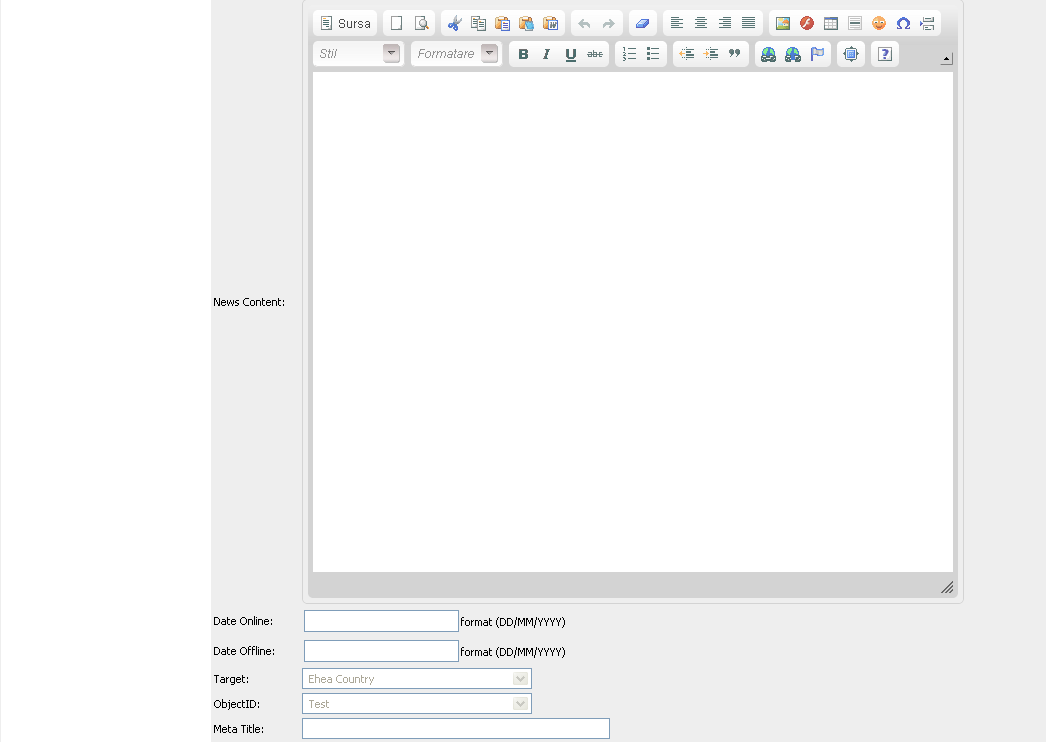 Sursa
Stil Formatare B I U abc
News Content:
Date Online: format (DD/MM/YYYY)
Date Offline: format (DD/MM/YYYY)
Target: Ehea Country
ObjectID: Test
Meta Title: